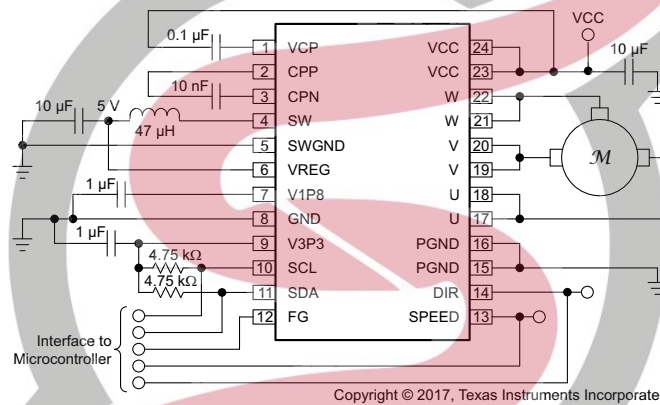 VCC
0.1 µF
10 µF
1 VCP VCC 24
2 CPP VCC 23
10 nF
3 CPN W 22
10 µF 5 V
47 µH
4 SW W 21
5 SWGND V 20
6 VREG V 19
M
1 µF
7 V1P8 U 18
8 GND U 17
1 µF
9 V3P3 PGND 16
4.75 kΩ
10 SCL PGND 15
4.75 kΩ
11 SDA DIR 14
12 FG SPEED 13
Interface to
Microcontroller
Copyright © 2017, Texas Instruments Incorporate